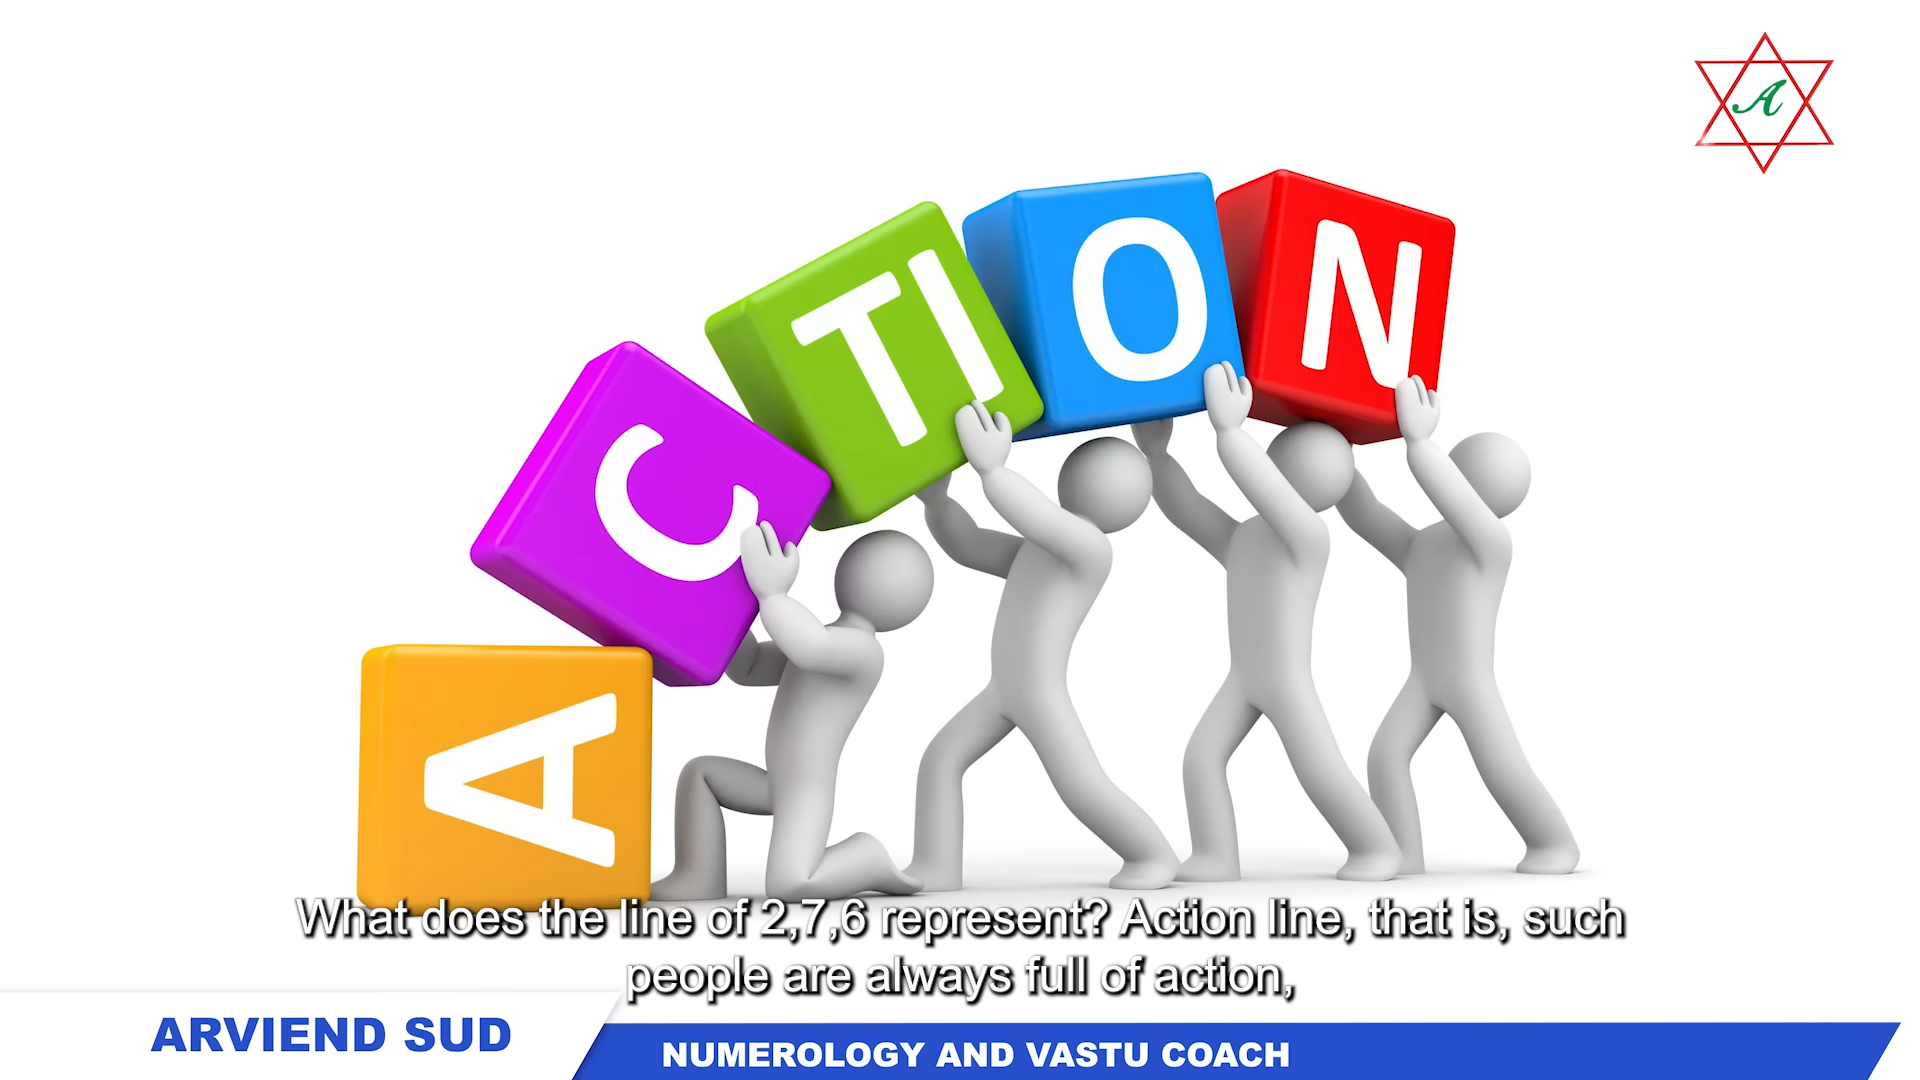 A
ACTION
What does the line of 2,7,6 represent? Action line, that is, such
people are always full of action,
ARVIEND SUD
NUMEROLOGY AND VASTU COACH